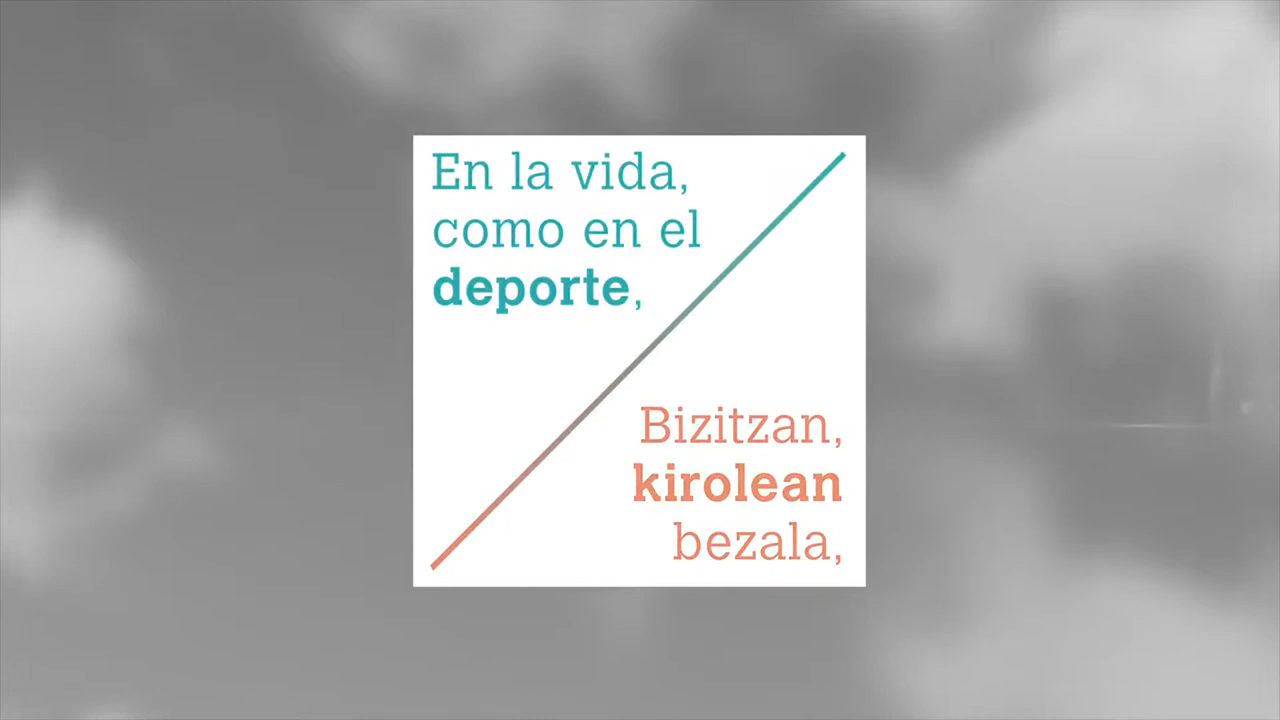 En la vida,
como en el
deporte,
Bizitzan,
kirolean
bezala,